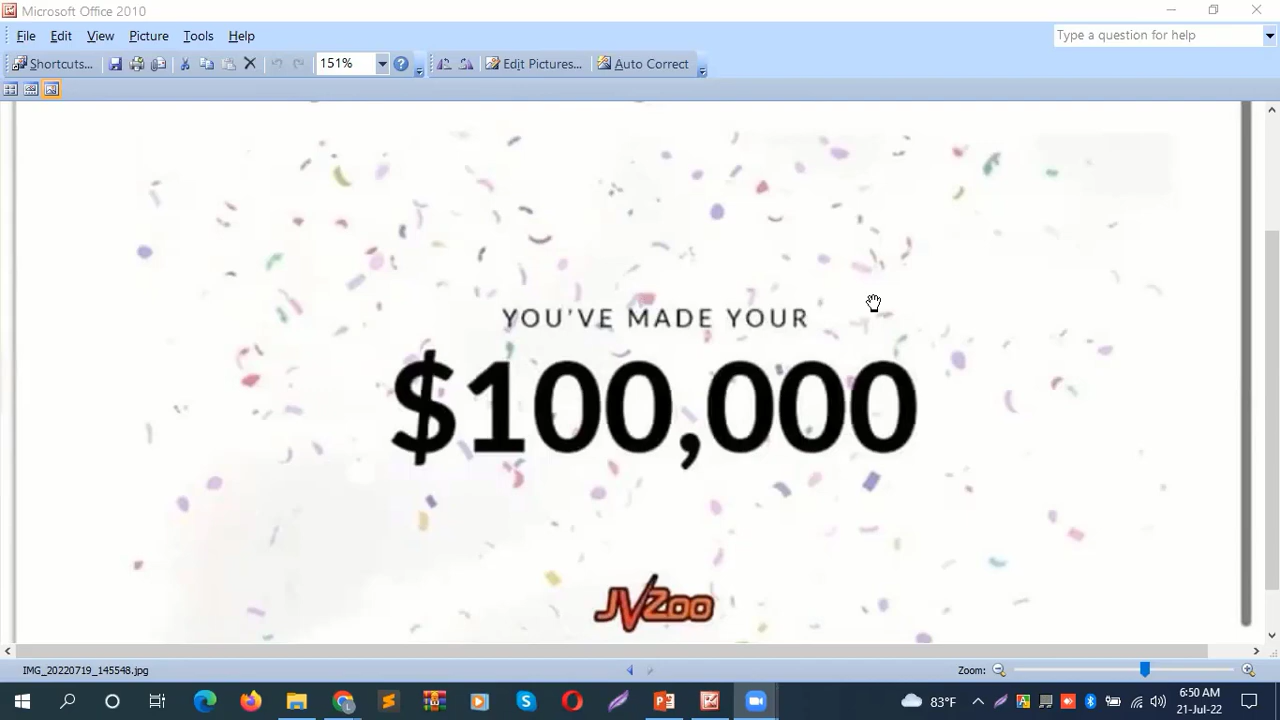 Microsoft Office 2010
File Edit View Picture Tools Help
Type a question for help
Shortcuts...
151%
Edit Pictures...
Auto Correct
YOU'VE MADE YOUR
$100,000
JVZoo
IMG_20220719_145548.jpg
Zoom:
83°F
6:50 AM
21-Jul-22